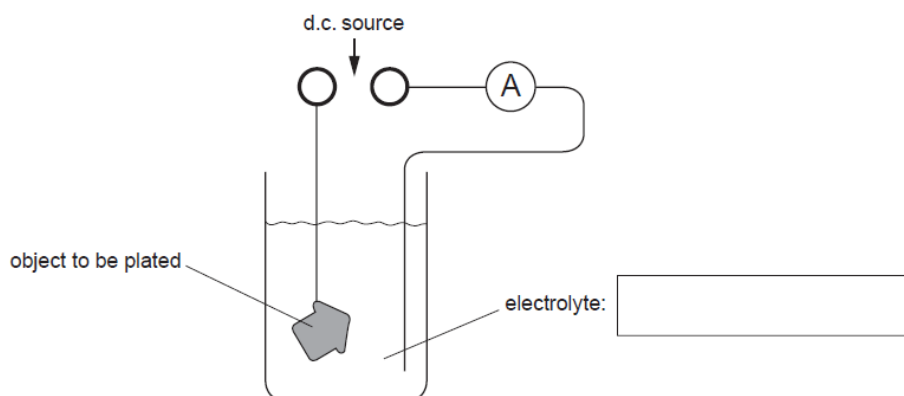 d.c. source
A
object to be plated
electrolyte: